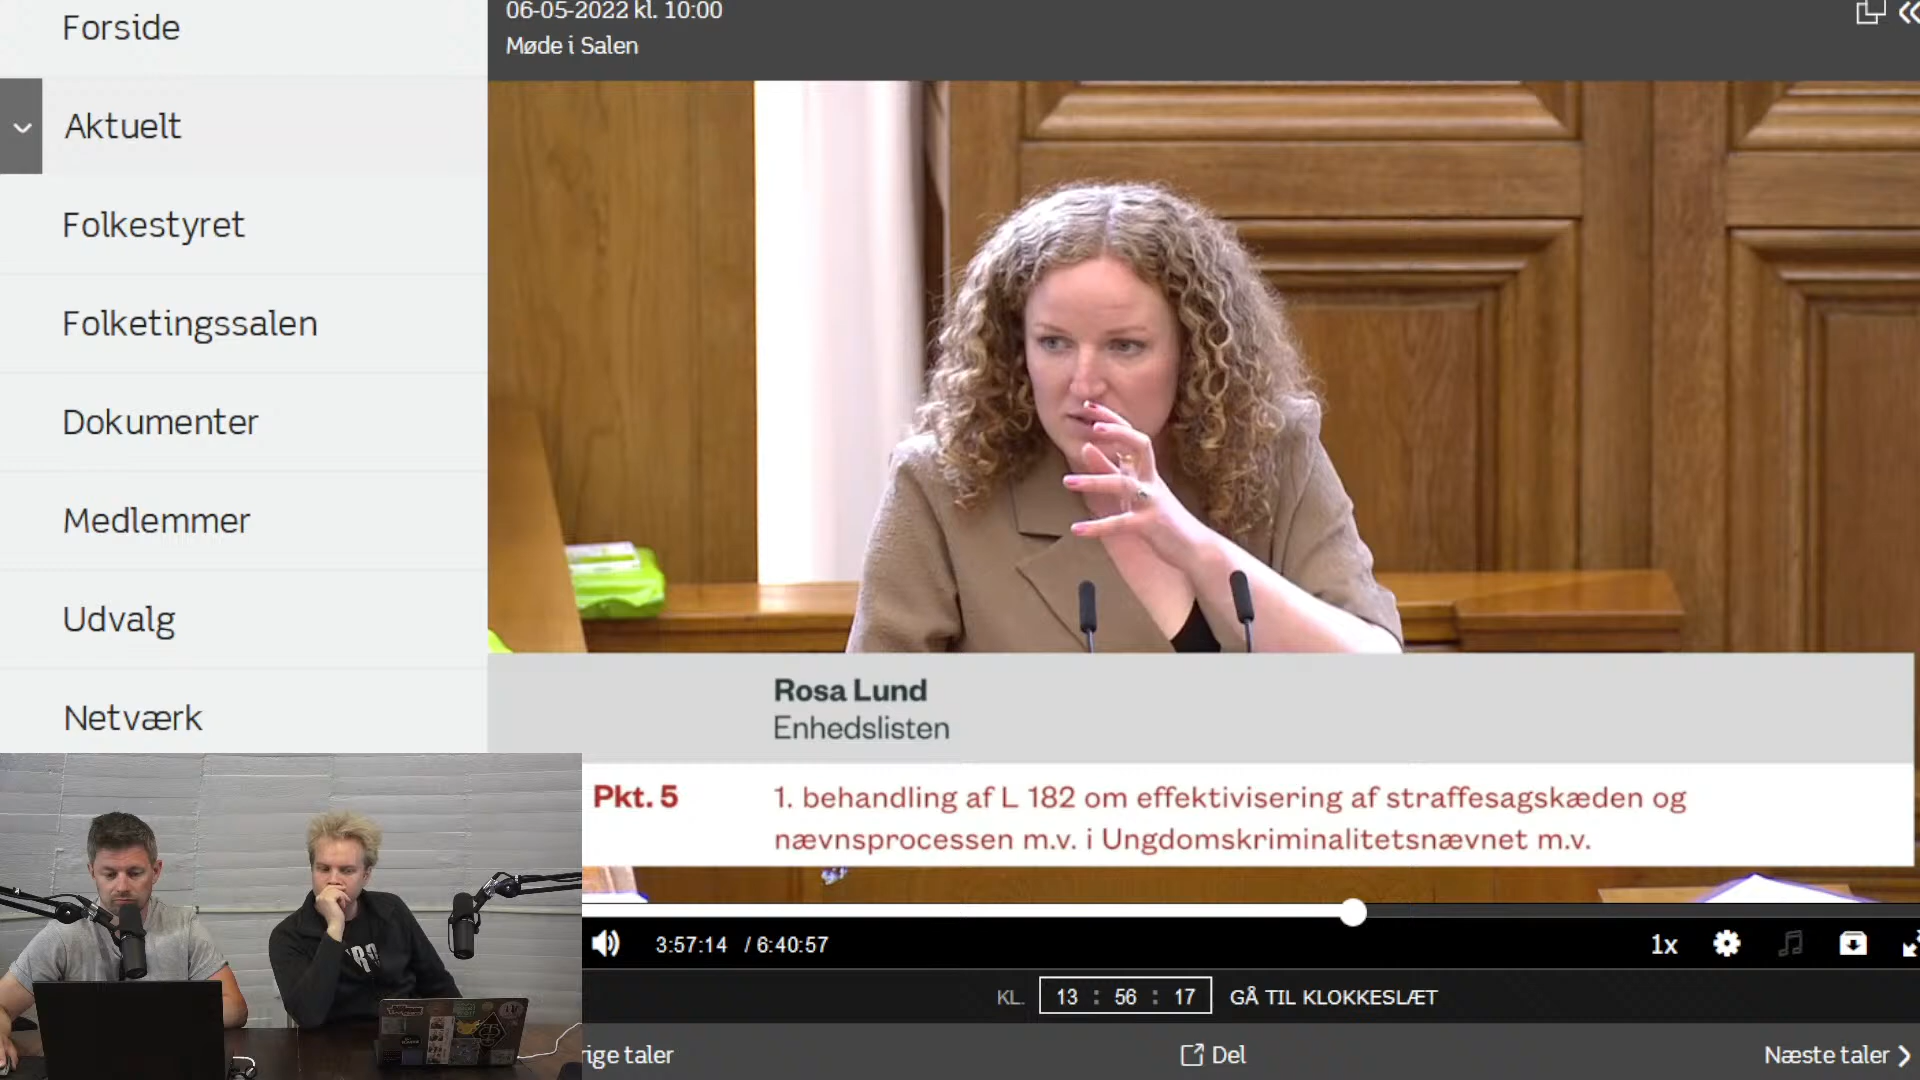 Forside
Aktuelt
Folkestyret
Folketingssalen
Dokumenter
Medlemmer
Udvalg
Netværk
06-05-2022 kl. 10:00
Møde i Salen
Rosa Lund
Enhedslisten
Pkt. 5
1. behandling af L 182 om effektivisering af straffesagskæden og
nævnsprocessen m.v. i Ungdomskriminalitetsnævnet m.v.
3:57:14 / 6:40:57
1x
KL. 13 : 56 : 17 GÅ TIL KLOKKESLÆT
rige taler
Del
Næste taler